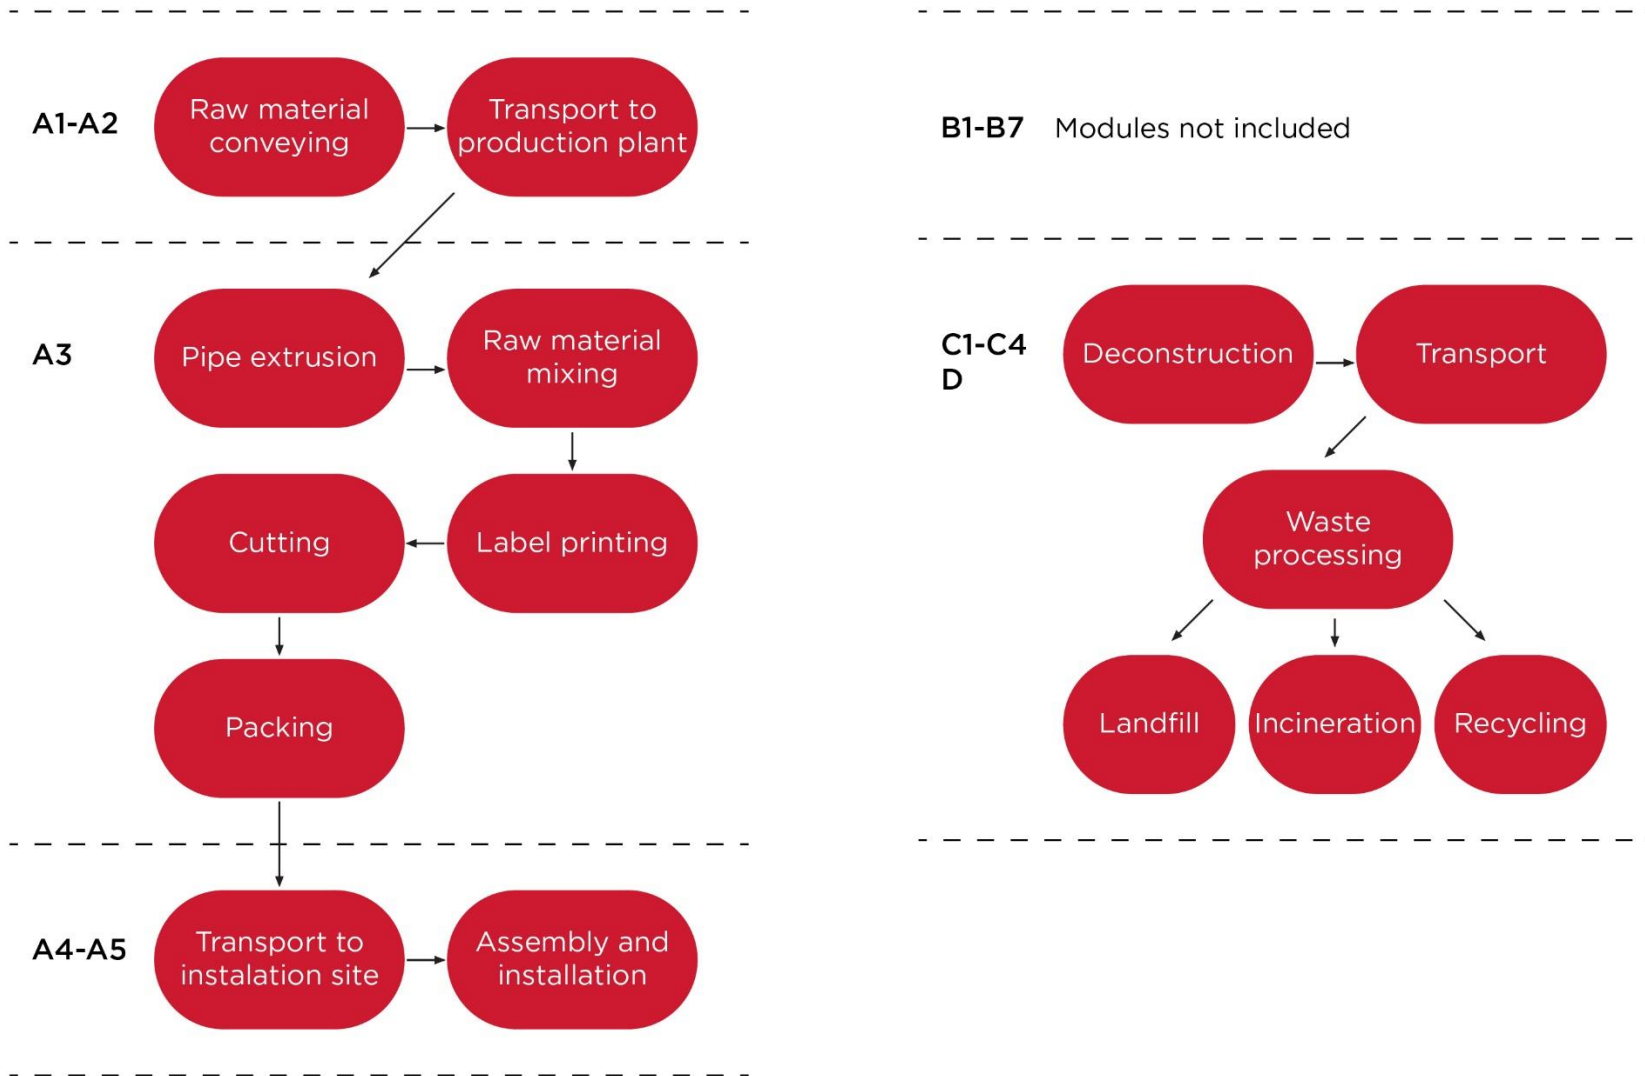 A1-A2
Raw material
conveying
Transport to
production plant
A3
Pipe extrusion
Raw material
mixing
Cutting
Label printing
Packing
A4-A5
Transport to
instalation site
Assembly and
installation
B1-B7
Modules not included
C1-C4
D
Deconstruction
Transport
Waste
processing
Landfill
Incineration
Recycling